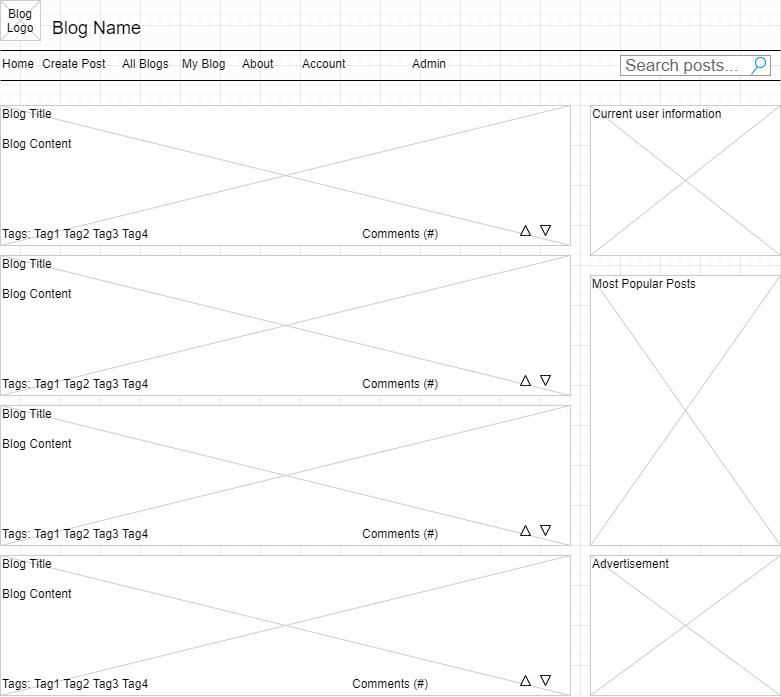 Blog
Logo
Blog Name
Home Create Post All Blogs My Blog About Account Admin Search posts...
Blog Title
Blog Content
Tags: Tag1 Tag2 Tag3 Tag4 Comments (#)
Current user information
Blog Title
Blog Content
Tags: Tag1 Tag2 Tag3 Tag4 Comments (#)
Most Popular Posts
Blog Title
Blog Content
Tags: Tag1 Tag2 Tag3 Tag4 Comments (#)
Blog Title
Blog Content
Tags: Tag1 Tag2 Tag3 Tag4 Comments (#)
Advertisement